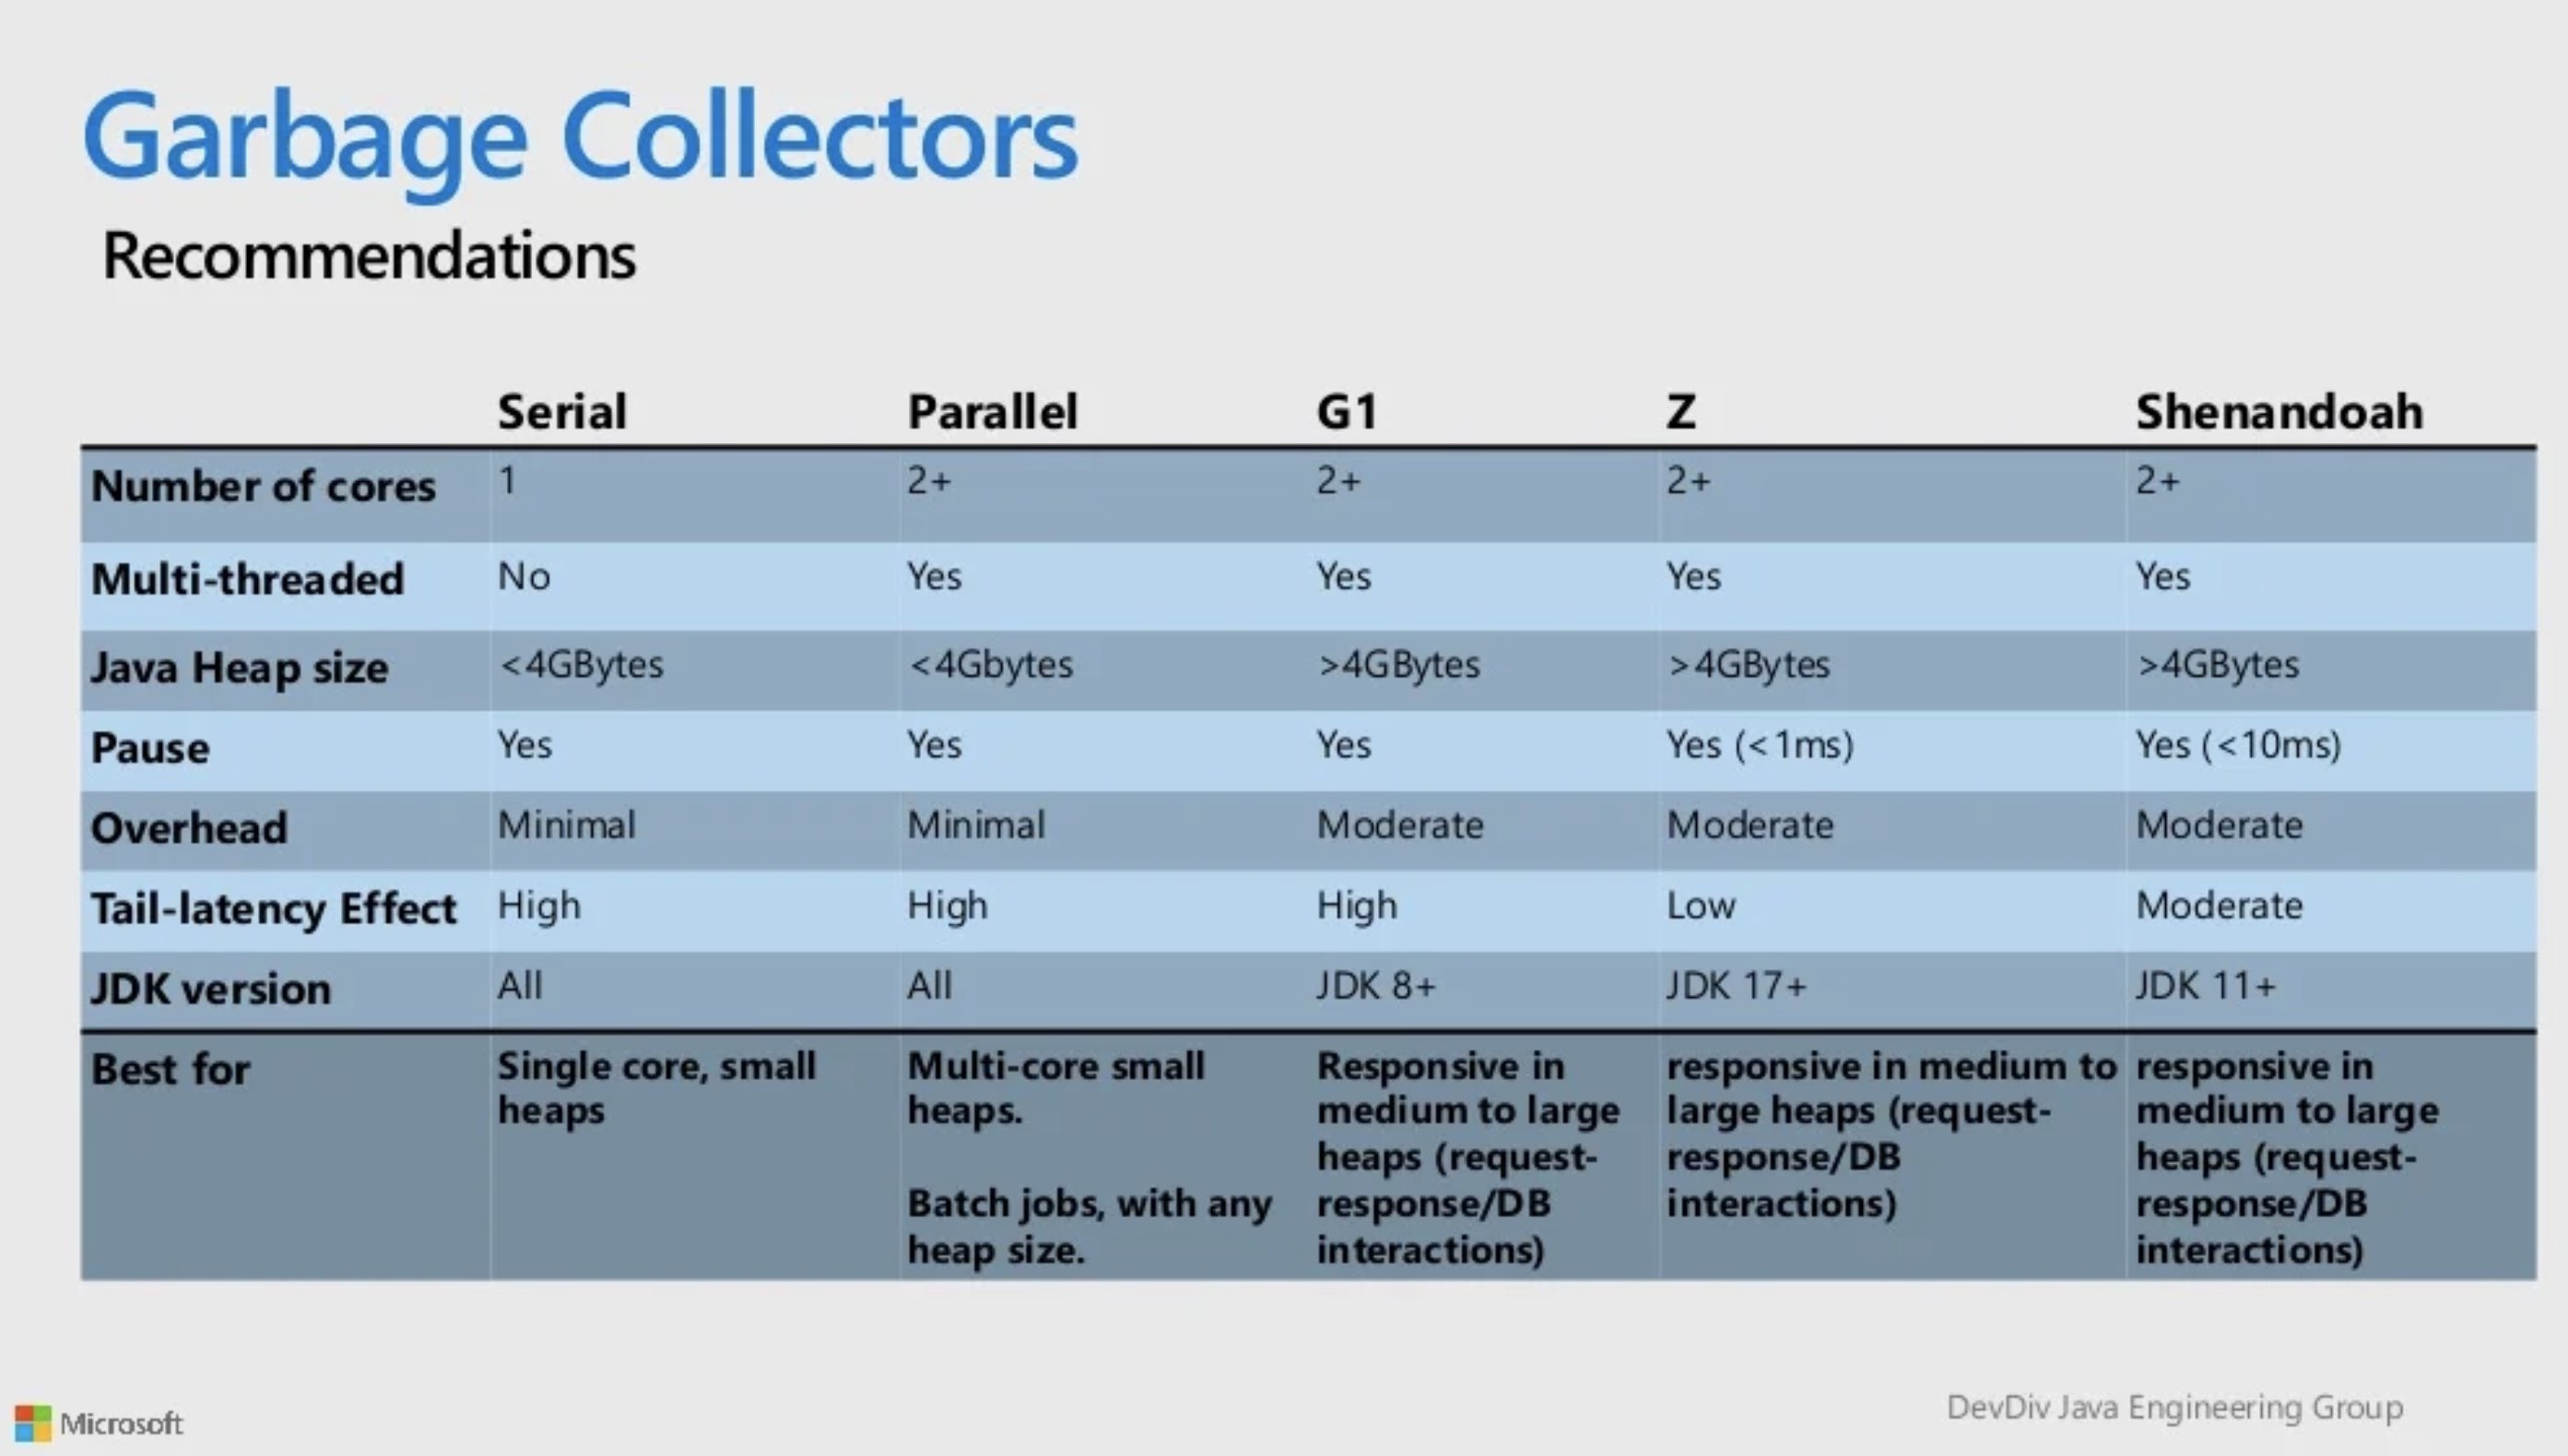 Garbage Collectors
Recommendations
Serial Parallel G1 Z Shenandoah
Number of cores 1 2+ 2+ 2+ 2+
Multi-threaded No Yes Yes Yes Yes
Java Heap size <4GBytes <4Gbytes >4GBytes >4GBytes >4GBytes
Pause Yes Yes Yes Yes (<1ms) Yes (<10ms)
Overhead Minimal Minimal Moderate Moderate Moderate
Tail-latency Effect High High High Low Moderate
JDK version All All JDK 8+ JDK 17+ JDK 11+
Best for Single core, small Multi-core small Responsive in responsive in medium to responsive in
heaps heaps. medium to large large heaps (request- medium to large
heaps (request- response/DB heaps (request-
Batch jobs, with any response/DB interactions) response/DB
heap size. interactions) interactions)
Microsoft
DevDiv Java Engineering Group